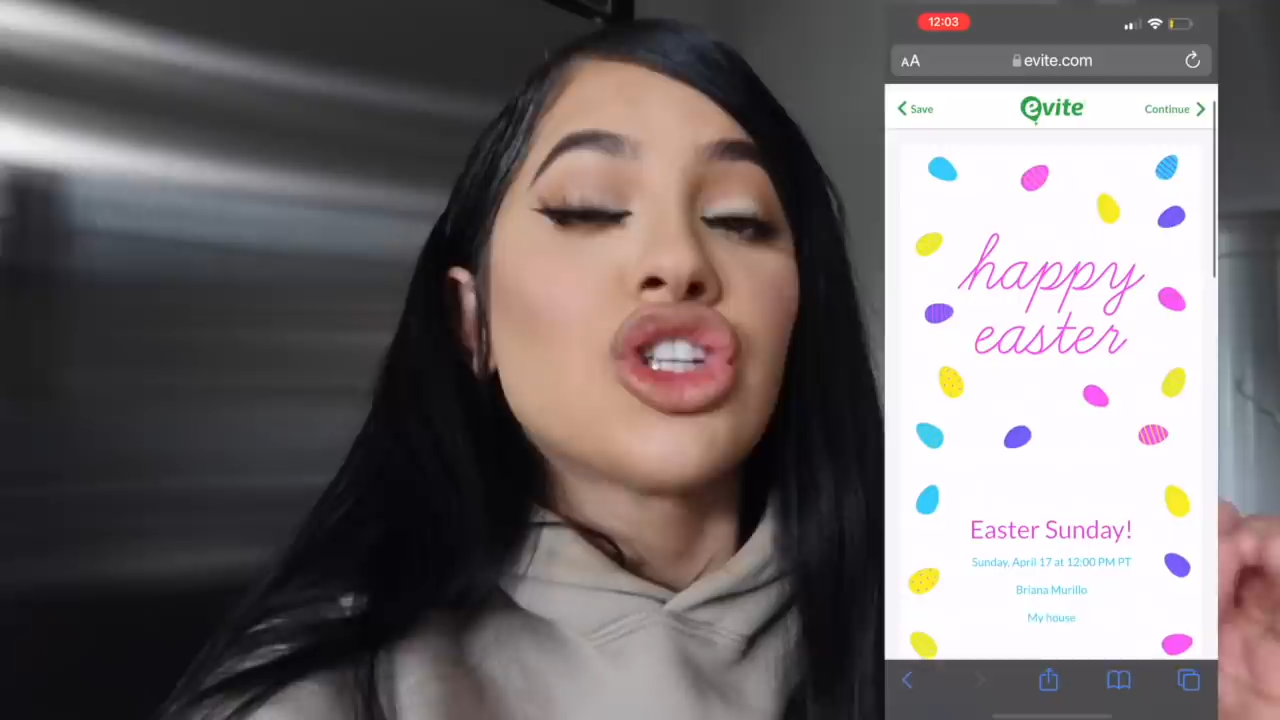 12:03
AA evite.com
Save evite Continue
happy
easter
Easter Sunday!
Sunday, April 17 at 12:00 PM PT
Briana Murillo
My house